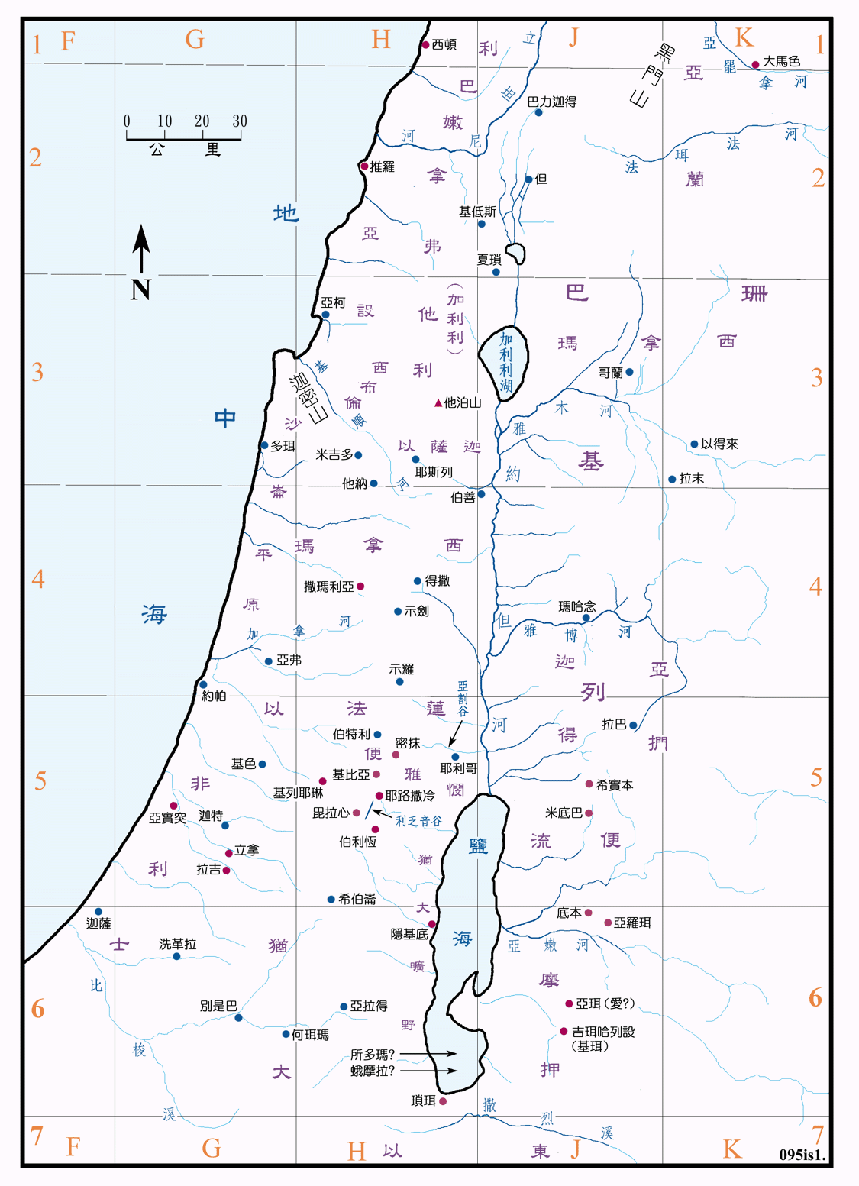 F G H J K
1 1
西頓
利
立
黑門山
亞
罷
拿
河
大馬色
亞
巴
古
巴力迦得
0 10 20 30
公 里
嫩
河
尼
法
珥
法
河
2 2
推羅
拿
但
蘭
地
基低斯
亞
弗
夏瑣
N
(加利利)
巴
珊
亞柯
設
他
瑪
拿
西
加利利湖
3 3
迦密山
基
西
布
倫
利
哥蘭
他泊山
中
沙
順
雅
木
河
多珥
米吉多
以
薩
迦
耶斯列
約
基
以得來
拉末
崙
他納
河
伯善
平
瑪
拿
西
4 4
撒瑪利亞
得撒
海
原
示劍
瑪哈念
加
拿
河
但
雅
博
河
亞弗
示羅
迦
亞
約帕
亞割谷
列
以
法
蓮
河
得
拉巴
捫
伯特利
密抹
便
5 5
基色
基比亞
雅
耶利哥
非
基列耶琳
耶路撒冷
憫
希實本
亞實突
迦特
毘拉心
利乏音谷
米底巴
伯利恆
立拿
鹽
流
便
利
拉吉
猶
希伯崙
大
底本
迦薩
隱基底
海
亞羅珥
士
洗革拉
猶
亞
嫩
河
比
曠
摩
6 6
別是巴
亞拉得
亞珥(愛?)
何珥瑪
野
吉珥哈列設
(基珥)
梭
所多瑪?
大
蛾摩拉?
押
溪
瑣珥
撒
烈
溪
7 7
F G H J K
以
東
095is1.